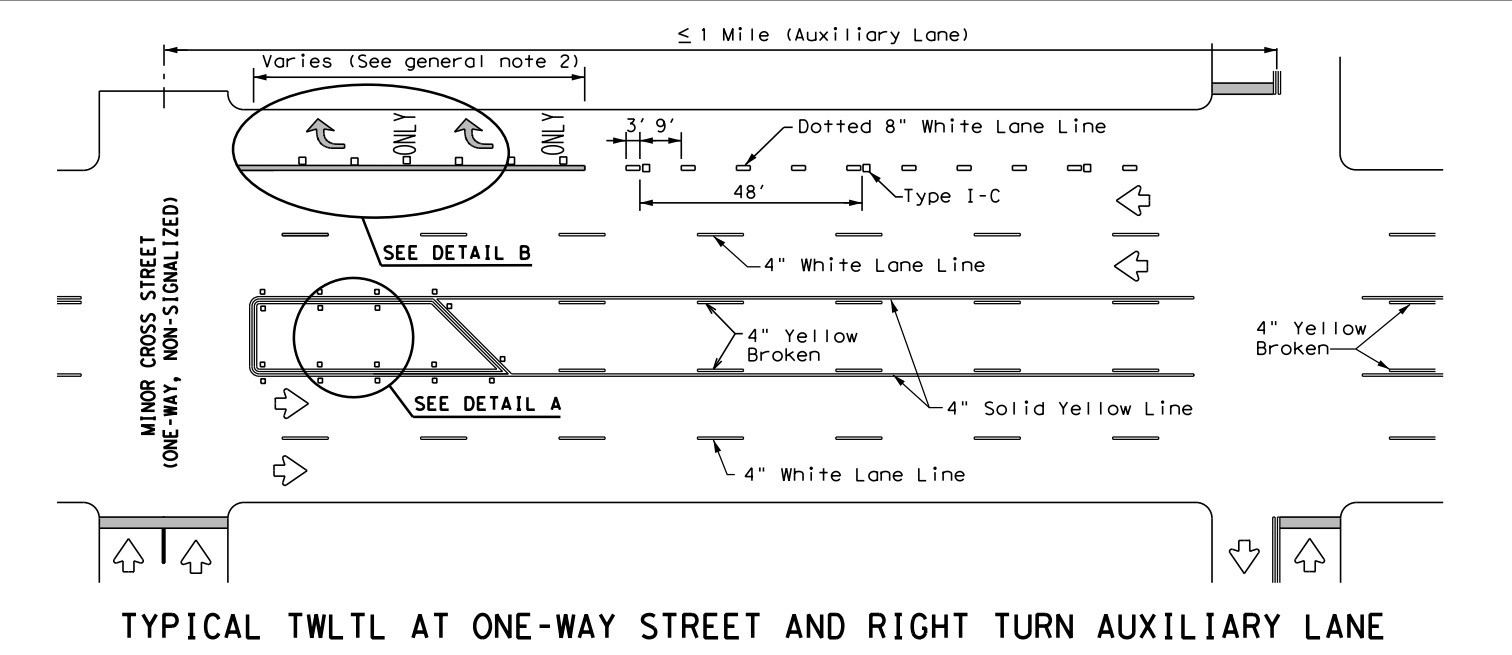 ≤ 1 Mile (Auxiliary Lane)
Varies (See general note 2)
ONLY
ONLY
3' 9'
Dotted 8" White Lane Line
48'
Type I-C
SEE DETAIL B
4" White Lane Line
MINOR CROSS STREET
(ONE-WAY, NON-SIGNALIZED)
4" Yellow
Broken
4" Yellow
Broken
SEE DETAIL A
4" Solid Yellow Line
4" White Lane Line
TYPICAL TWLTL AT ONE-WAY STREET AND RIGHT TURN AUXILIARY LANE